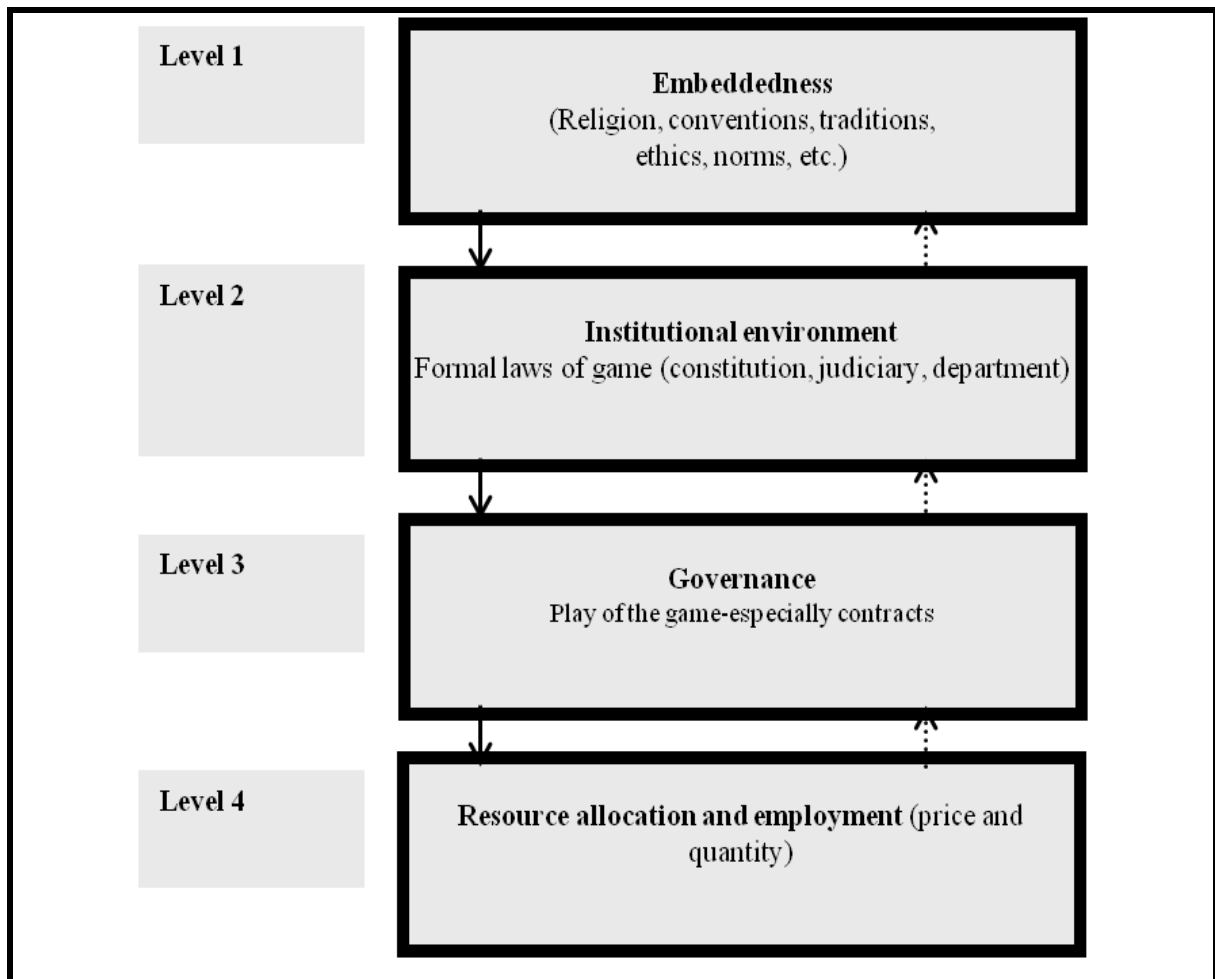 Level 1
Embeddedness
(Religion, conventions, traditions,
ethics, norms, etc.)
Level 2
Institutional environment
Formal laws of game (constitution, judiciary, department)
Level 3
Governance
Play of the game-especially contracts
Level 4
Resource allocation and employment (price and
quantity)